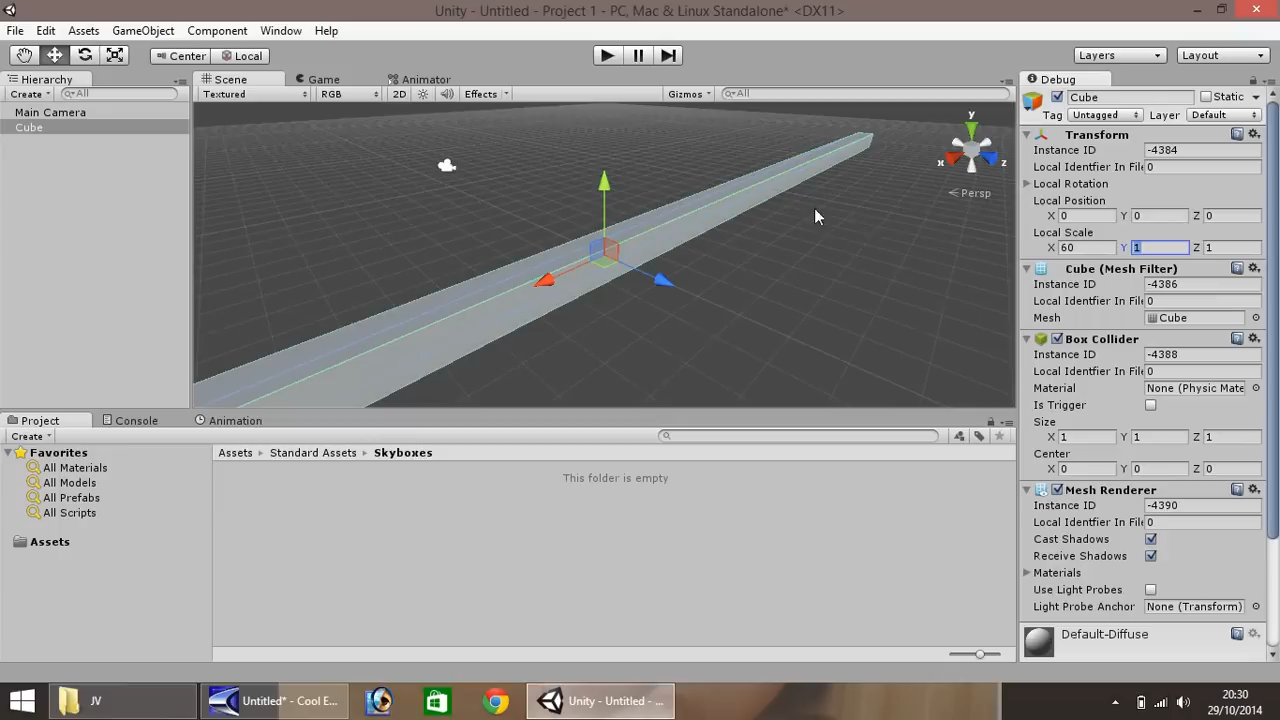 Unity - Untitled - Project 1 - PC, Mac & Linux Standalone* <DX11>
File Edit Assets GameObject Component Window Help
Center Local Layers Layout
Hierarchy Scene Game Animator Debug
Create All Textured RGB 2D Effects Gizmos All Cube Static
Main Camera
Cube
Tag Untagged Layer Default
Transform
Instance ID -4384
Local Identfier In Fil 0
Local Rotation
Local Position
X 0 Y 0 Z 0
Local Scale
X 60 Y 1 Z 1
y
x z
Persp
Cube (Mesh Filter)
Instance ID -4386
Local Identfier In Fil 0
Mesh Cube
Box Collider
Instance ID -4388
Local Identfier In Fil 0
Material None (Physic Mate
Is Trigger
Size
X 1 Y 1 Z 1
Center
X 0 Y 0 Z 0
Mesh Renderer
Instance ID -4390
Local Identfier In Fil 0
Cast Shadows
Receive Shadows
Materials
Use Light Probes
Light Probe Anchor None (Transform)
Default-Diffuse
Project Console Animation
Create
Favorites
All Materials
All Models
All Prefabs
All Scripts
Assets
Assets Standard Assets Skyboxes
This folder is empty
JV Untitled* - Cool E... Unity - Untitled - ...
20:30
29/10/2014